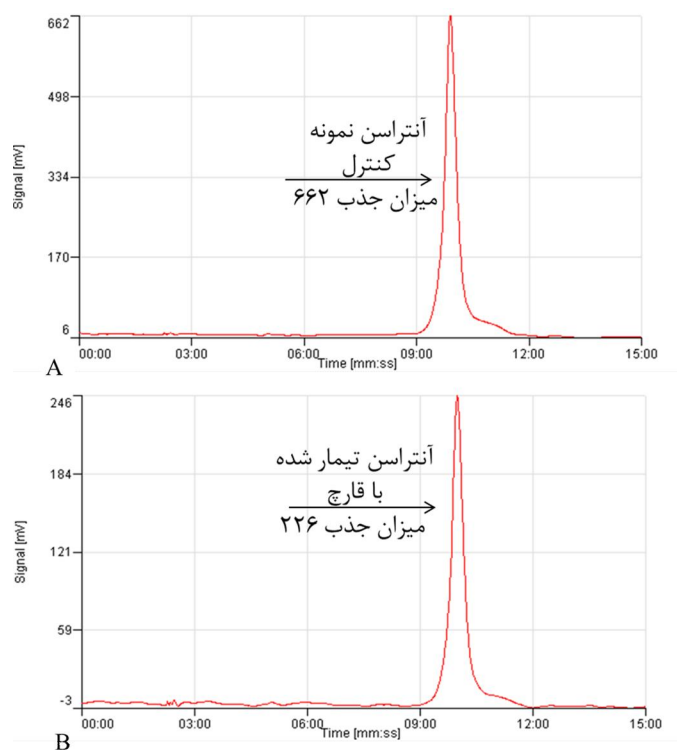 662
498
334
170
6
Signal [mV]
آنتراسن نمونه
کنترل
میزان جذب ۶۶۲
00:00 03:00 06:00 09:00 12:00 15:00
Time [mm:ss]
A
246
184
121
59
-3
Signal [mV]
آنتراسن تیمار شده
با قارچ
میزان جذب ۲۲۶
00:00 03:00 06:00 09:00 12:00 15:00
Time [mm:ss]
B